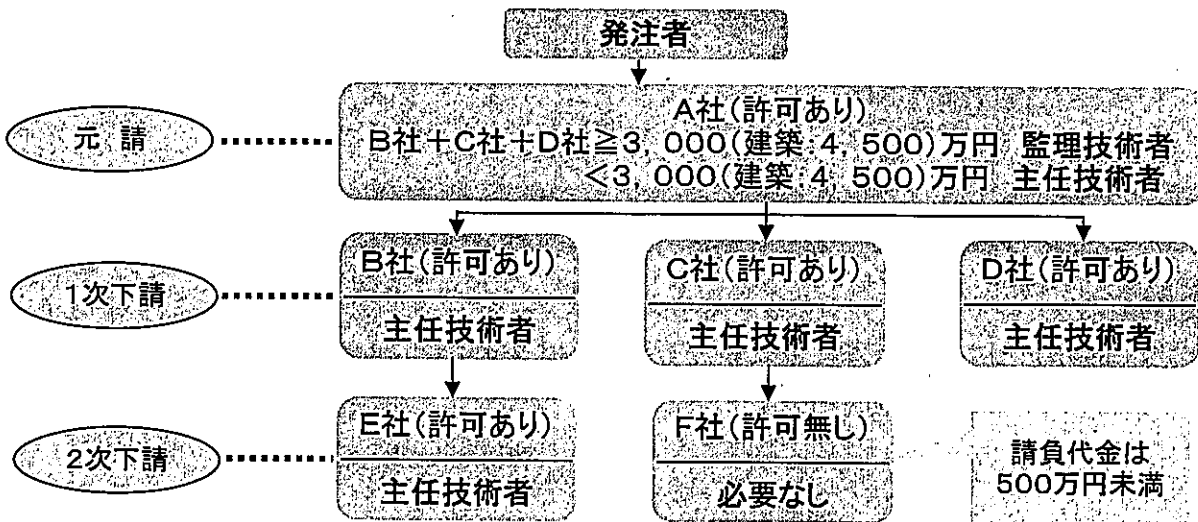 発注者
元 請
A社(許可あり)
B社+C社+D社≧3,000(建築:4,500)万円 監理技術者
<3,000(建築:4,500)万円 主任技術者
1次下請
B社(許可あり)
主任技術者
C社(許可あり)
主任技術者
D社(許可あり)
主任技術者
2次下請
E社(許可あり)
主任技術者
F社(許可無し)
必要なし
請負代金は
500万円未満